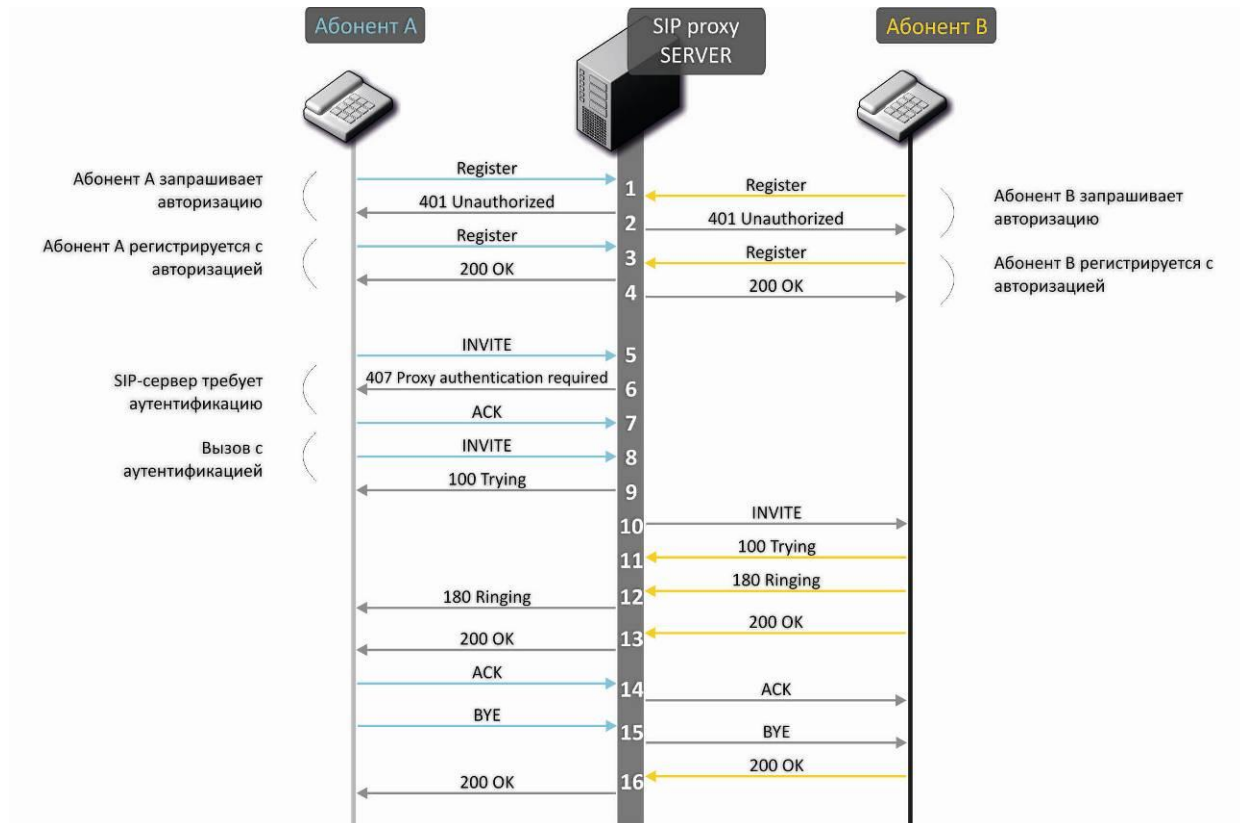 Абонент A
SIP proxy
SERVER
Абонент B
Абонент A запрашивает
авторизацию
Register
1
Register
Абонент B запрашивает
авторизацию
401 Unauthorized
2
401 Unauthorized
Абонент A регистрируется с
авторизацией
Register
3
Register
Абонент B регистрируется с
авторизацией
200 OK
4
200 OK
INVITE
5
SIP-сервер требует
аутентификацию
407 Proxy authentication required
6
ACK
7
Вызов с
аутентификацией
INVITE
8
100 Trying
9
INVITE
10
100 Trying
11
180 Ringing
12
180 Ringing
200 OK
13
200 OK
ACK
14
ACK
BYE
15
BYE
200 OK
16
200 OK